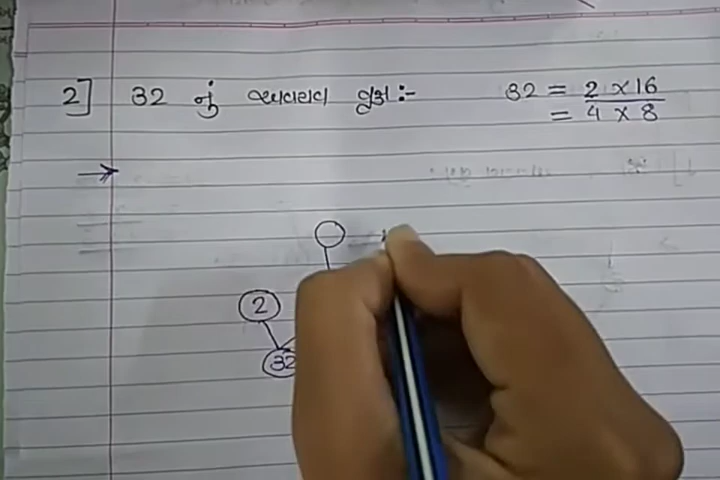 2] 32 નું અવયવ વૃક્ષ :- 32 = 2 × 16
= 4 × 8
→
2
32